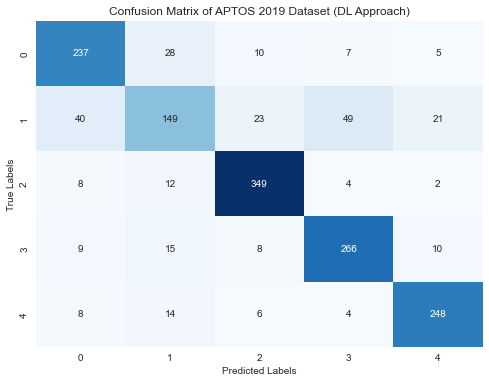 Confusion Matrix of APTOS 2019 Dataset (DL Approach)
True Labels
0 237 28 10 7 5
1 40 149 23 49 21
2 8 12 349 4 2
3 9 15 8 266 10
4 8 14 6 4 248
0 1 2 3 4
Predicted Labels